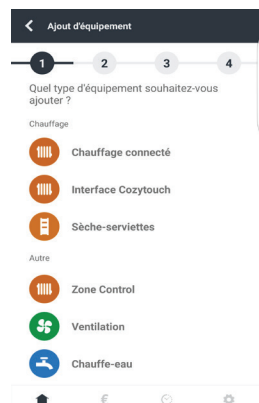 Ajout d'équipement
1 2 3 4
Quel type d'équipement souhaitez-vous
ajouter ?
Chauffage
Chauffage connecté
Interface Cozytouch
Sèche-serviettes
Autre
Zone Control
Ventilation
Chauffe-eau
€